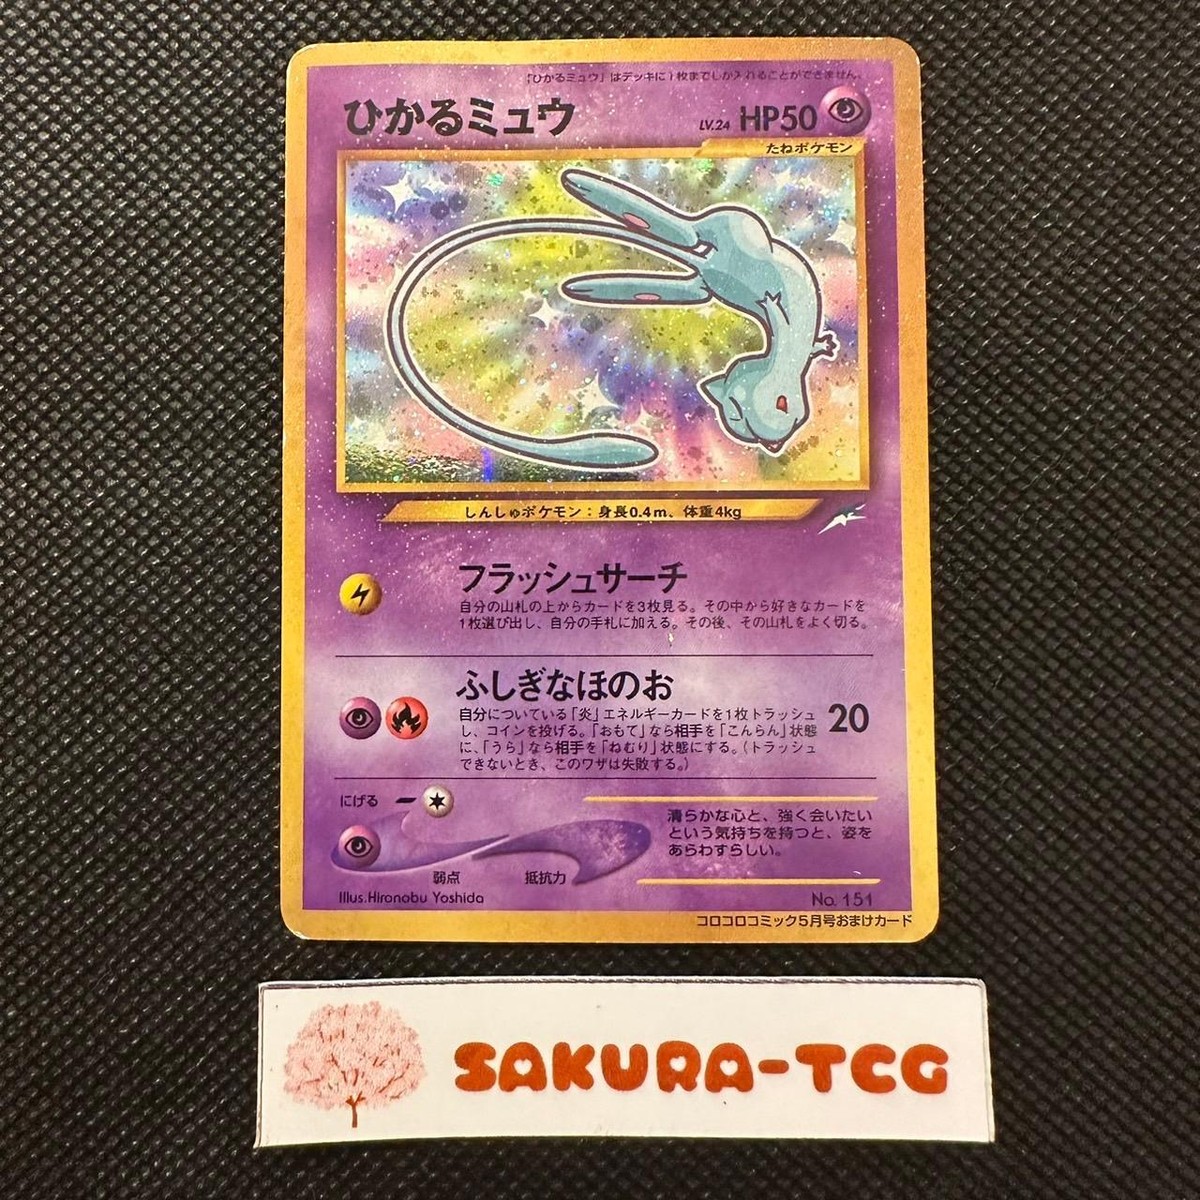 「ひかるミュウ」はデッキに1枚までしか入れることができません。
ひかるミュウ
LV.24 HP50
たねポケモン
しんしゅポケモン：身長0.4m、体重4kg
フラッシュサーチ
自分の山札の上からカードを3枚見る。その中から好きなカードを
1枚選び出し、自分の手札に加える。その後、その山札をよく切る。
ふしぎなほのお
自分についている「炎」エネルギーカードを1枚トラッシュ
し、コインを投げる。「おもて」なら相手を「こんらん」状態
に、「うら」なら相手を「ねむり」状態にする。（トラッシュ
できないとき、このワザは失敗する。）
20
にげる
弱点
抵抗力
清らかな心と、強く会いたい
という気持ちを持つと、姿を
あらわすらしい。
Illus.Hironobu Yoshida
No. 151
コロコロコミック5月号おまけカード
SAKURA-TCG